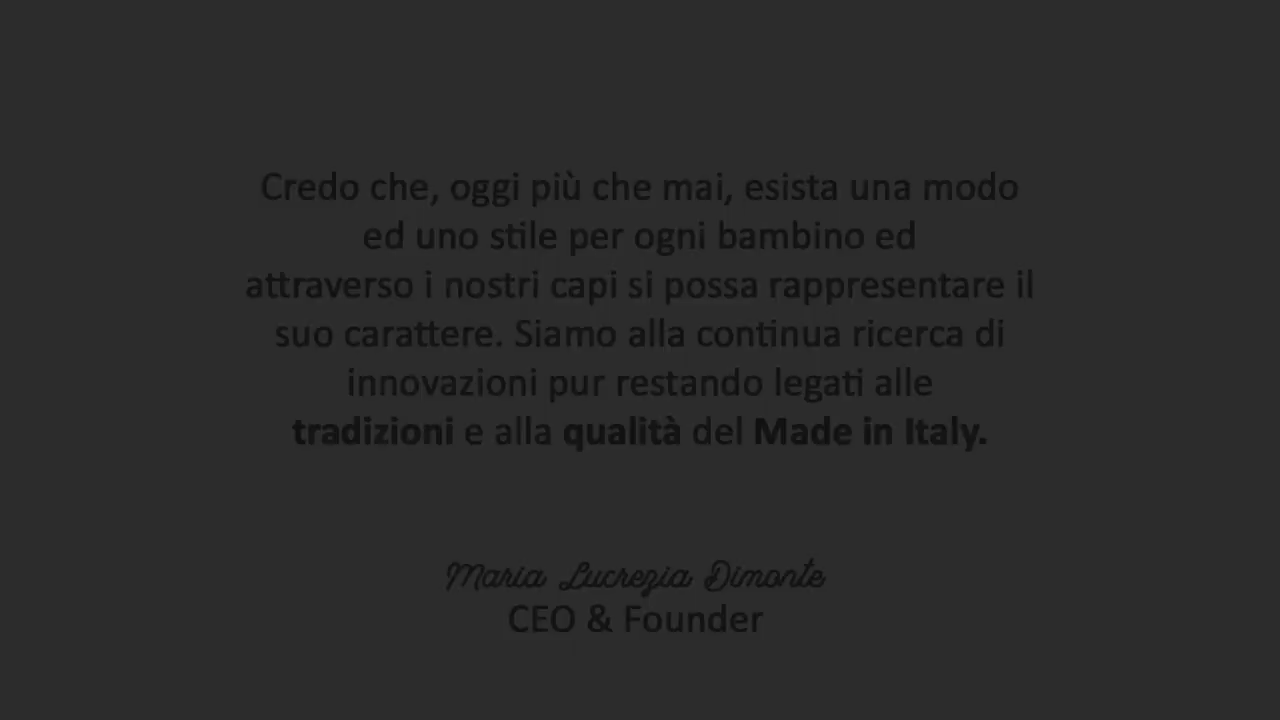 Credo che, oggi più che mai, esista una modo
ed uno stile per ogni bambino ed
attraverso i nostri capi si possa rappresentare il
suo carattere. Siamo alla continua ricerca di
innovazioni pur restando legati alle
tradizioni e alla qualità del Made in Italy.
Maria Lucrezia Dimonte
CEO & Founder